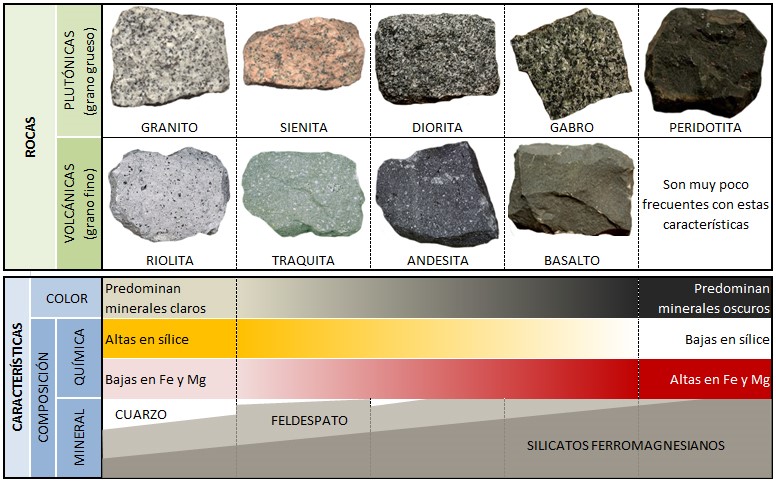 ROCAS
PLUTÓNICAS
(grano grueso)
GRANITO
SIENITA
DIORITA
GABRO
PERIDOTITA
VOLCÁNICAS
(grano fino)
RIOLITA
TRAQUITA
ANDESITA
BASALTO
Son muy poco
frecuentes con estas
características
CARACTERÍSTICAS
COLOR
Predominan
minerales claros
Predominan
minerales oscuros
COMPOSICIÓN
QUÍMICA
Altas en sílice
Bajas en sílice
Bajas en Fe y Mg
Altas en Fe y Mg
MINERAL
CUARZO
FELDESPATO
SILICATOS FERROMAGNESIANOS